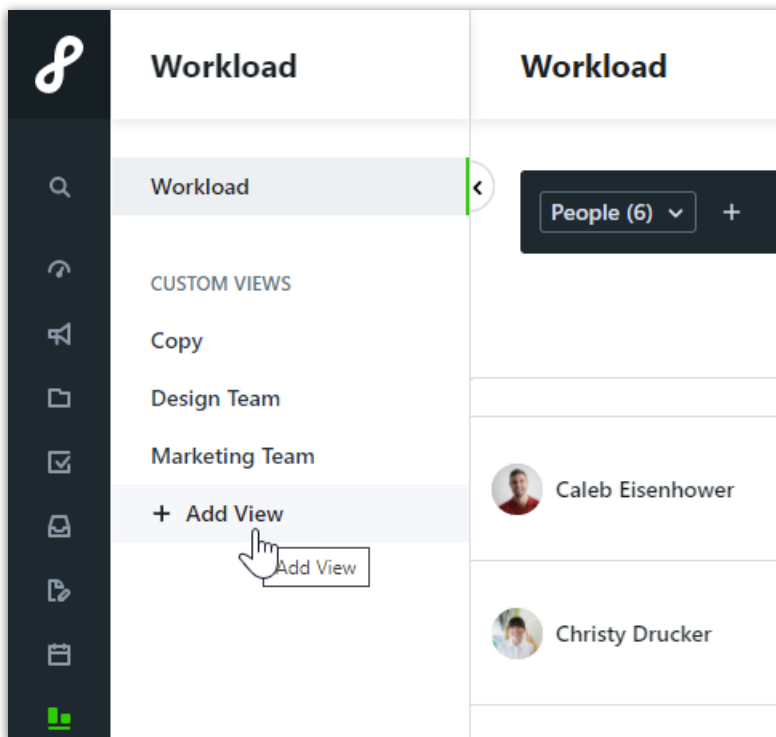 Workload
Workload
Workload
People (6)
+
CUSTOM VIEWS
Copy
Design Team
Marketing Team
+ Add View
Add View
Caleb Eisenhower
Christy Drucker